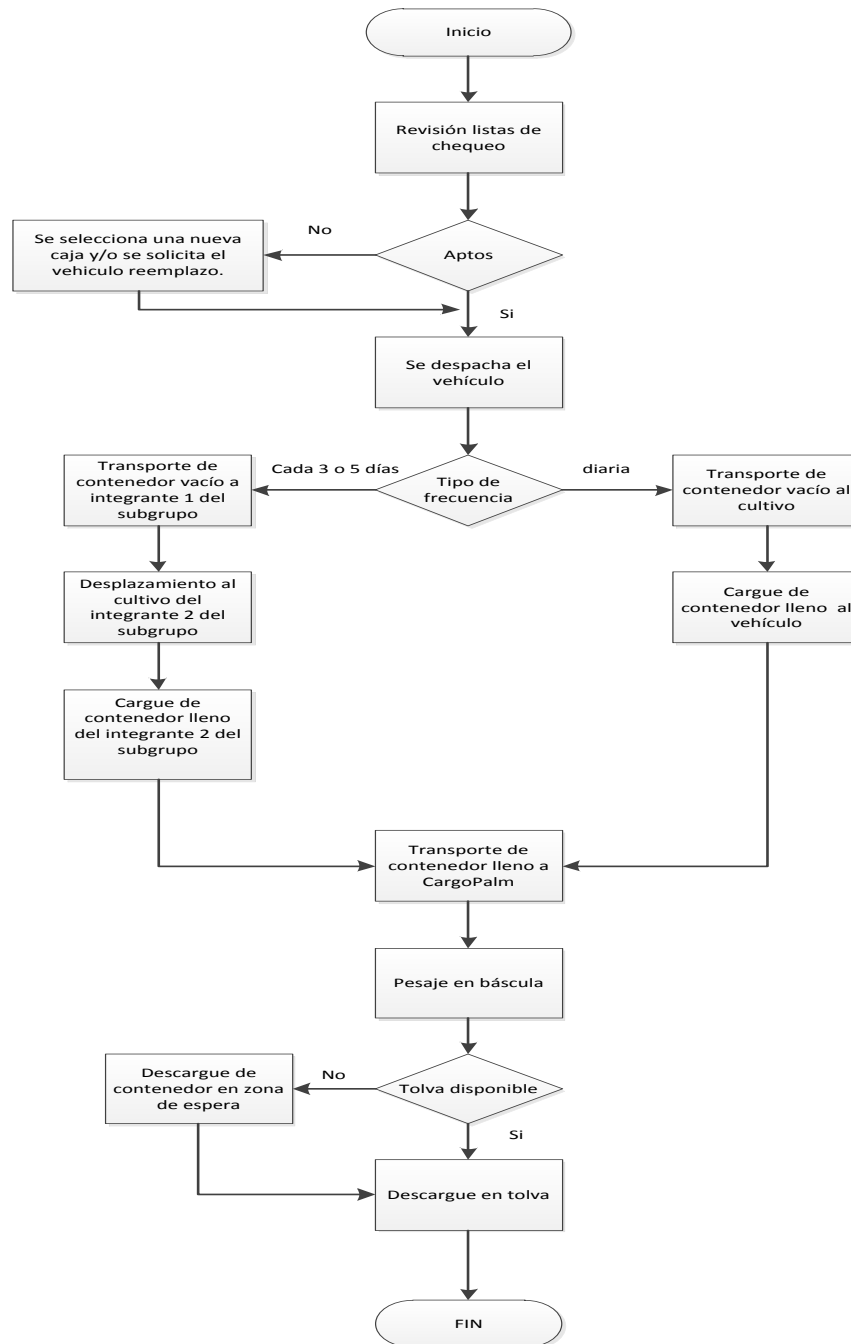 Inicio
Revisión listas de
chequeo
No
Se selecciona una nueva
caja y/o se solicita el
vehiculo reemplazo.
Aptos
Si
Se despacha el
vehículo
Cada 3 o 5 días
Tipo de
frecuencia
diaria
Transporte de
contenedor vacío a
integrante 1 del
subgrupo
Transporte de
contenedor vacío al
cultivo
Desplazamiento al
cultivo del
integrante 2 del
subgrupo
Cargue de
contenedor lleno al
vehículo
Cargue de
contenedor lleno
del integrante 2 del
subgrupo
Transporte de
contenedor lleno a
CargoPalm
Pesaje en báscula
Descargue de
contenedor en zona
de espera
No
Tolva disponible
Si
Descargue en tolva
FIN